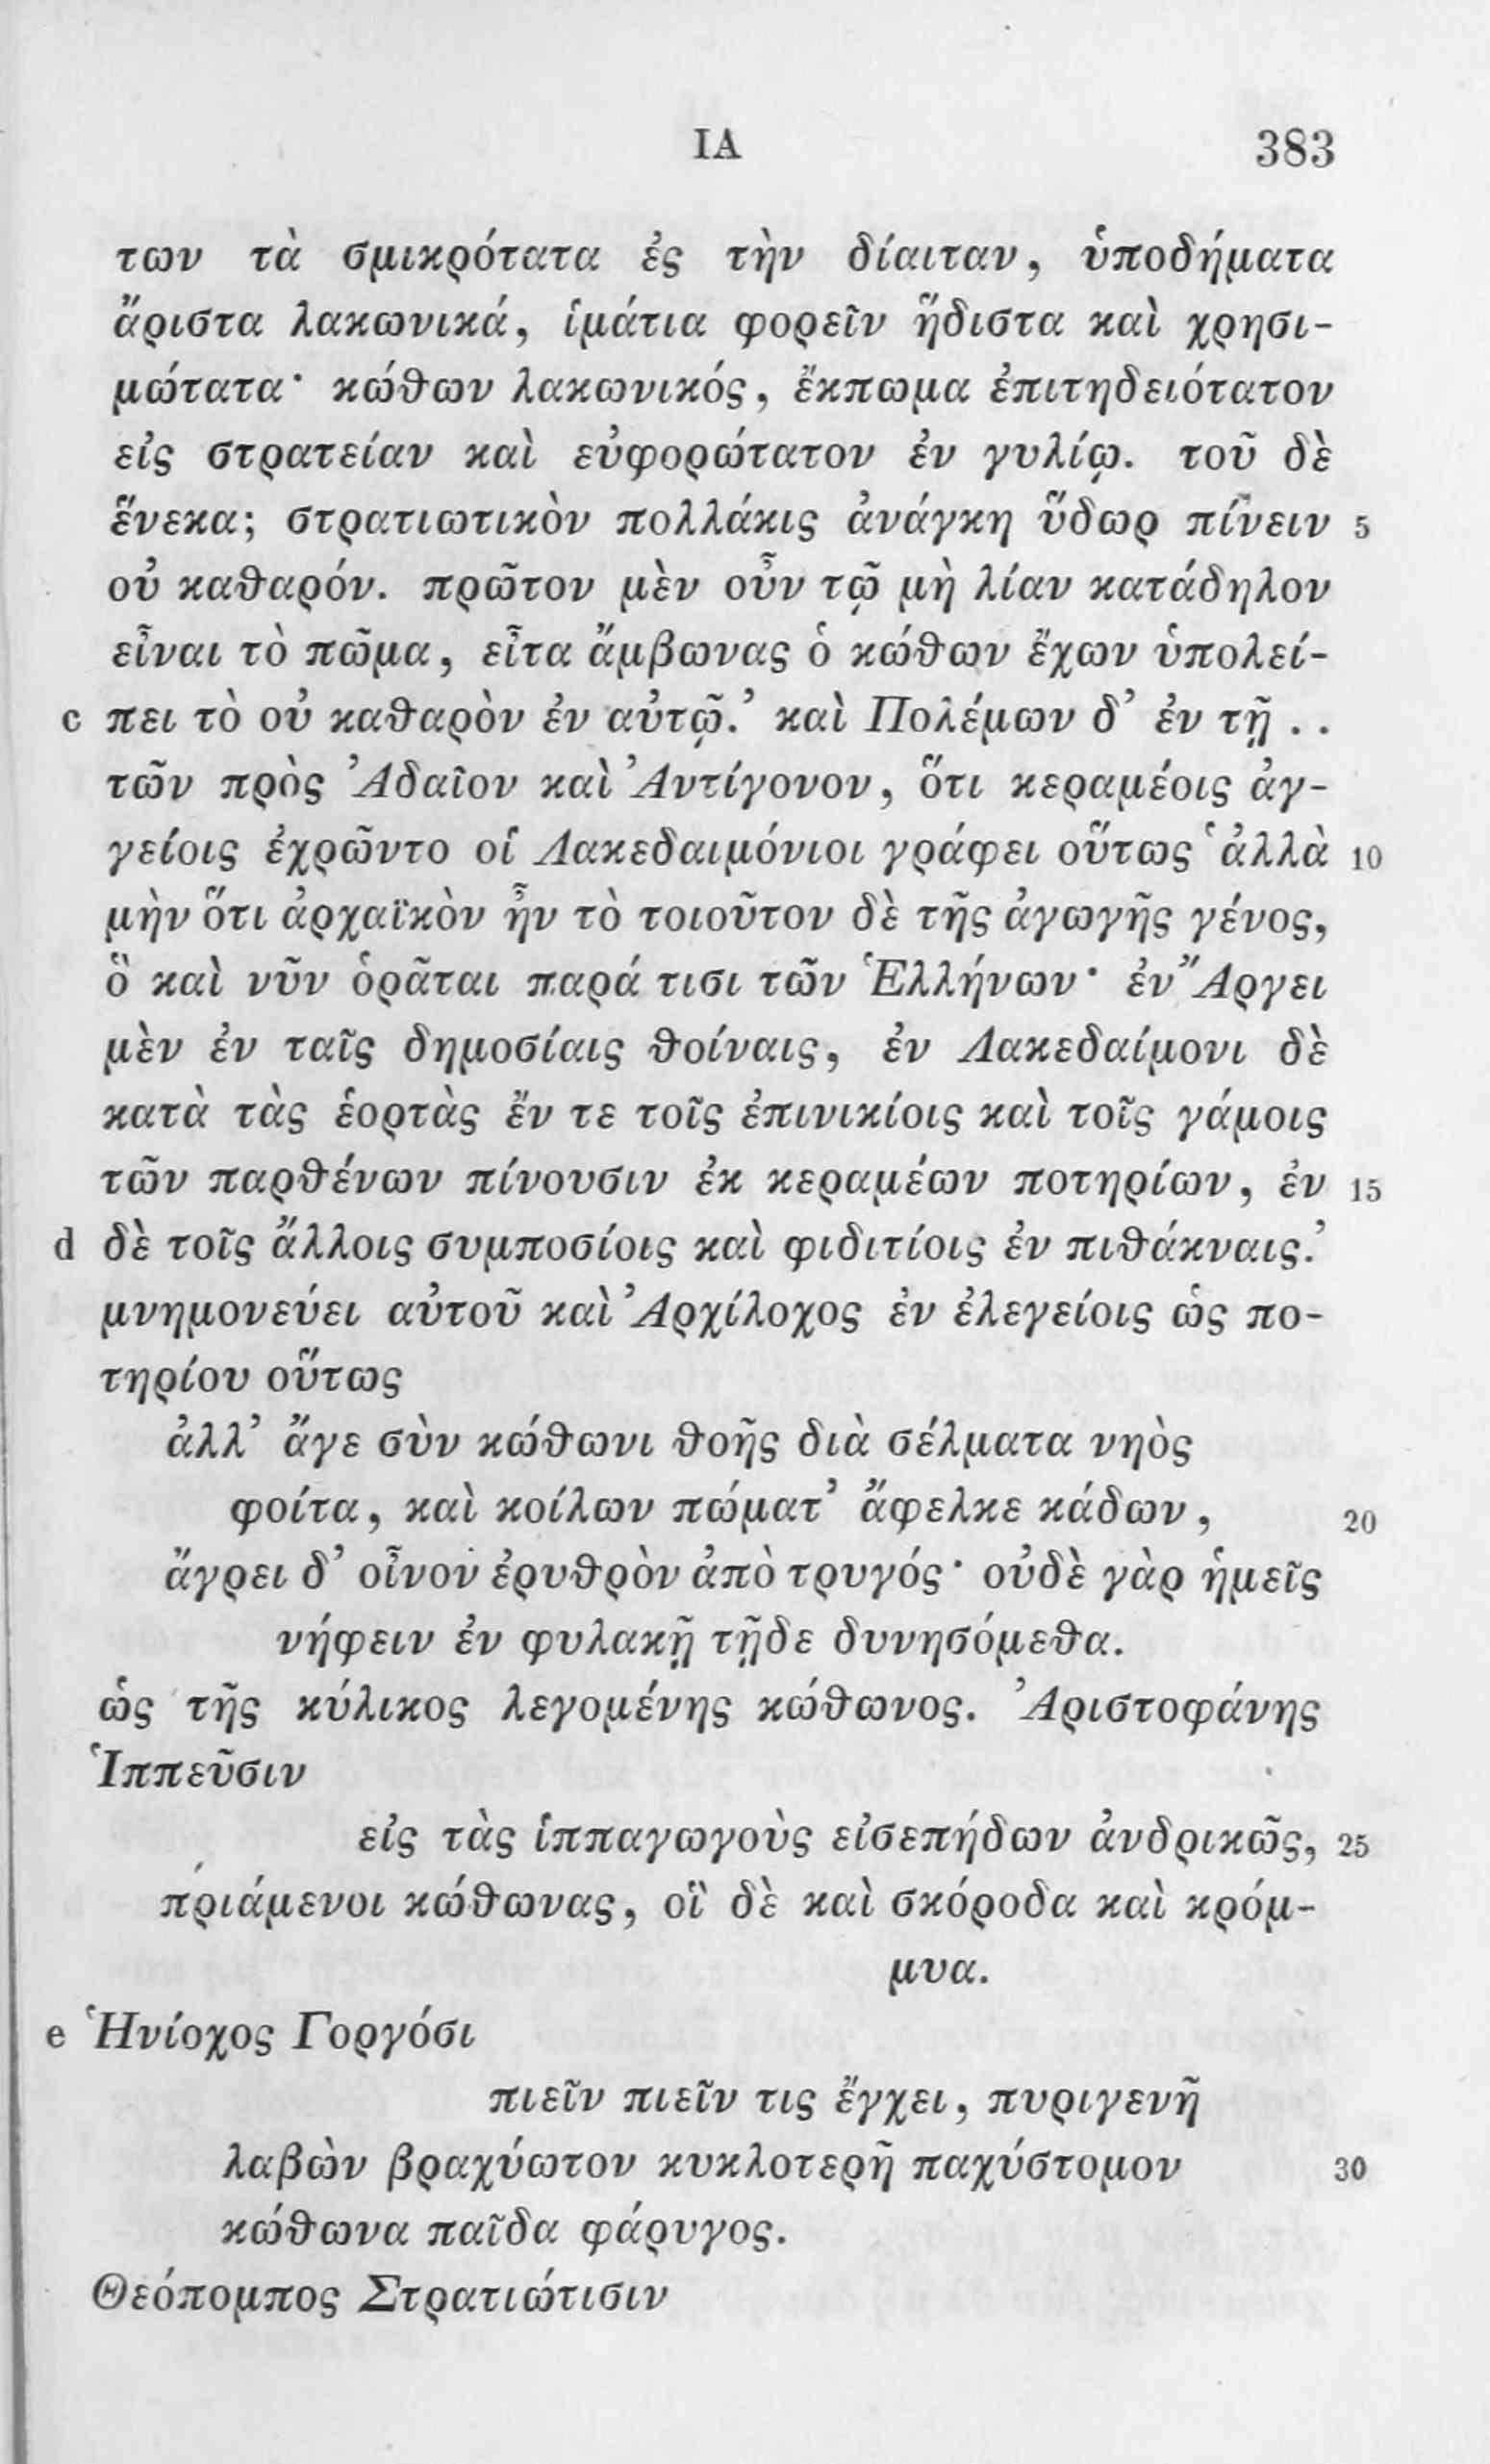 ΙΑ 383
των τὰ σμικρότατα ἐς τὴν δίαιταν, ὑποδήματα
ἄριστα λακωνικά, ἱμάτια φορεῖν ἥδιστα καὶ χρησι-
μώτατα· κώθων λακωνικός, ἔκπωμα ἐπιτηδειότατον
εἰς στρατείαν καὶ εὐφορώτατον ἐν γυλίῳ. τοῦ δὲ
ἕνεκα; στρατιωτικὸν πολλάκις ἀνάγκη ὕδωρ πίνειν 5
οὐ καθαρόν. πρῶτον μὲν οὖν τῷ μὴ λίαν κατάδηλον
εἶναι τὸ πῶμα, εἶτα ἄμβωνας ὁ κώθων ἔχων ὑπολεί-
c πει τὸ οὐ καθαρὸν ἐν αὑτῷ.’ καὶ Πολέμων δ’ ἐν τῇ . .
τῶν πρὸς Ἀδαῖον καὶ Ἀντίγονον, ὅτι κεραμέοις ἀγ-
γείοις ἐχρῶντο οἱ Λακεδαιμόνιοι γράφει οὕτως ‘ἀλλὰ 10
μὴν ὅτι ἀρχαϊκὸν ἦν τὸ τοιοῦτον δὲ τῆς ἀγωγῆς γένος,
ὃ καὶ νῦν ὁρᾶται παρά τισι τῶν Ἑλλήνων· ἐν Ἄργει
μὲν ἐν ταῖς δημοσίαις θοίναις, ἐν Λακεδαίμονι δὲ
κατὰ τὰς ἑορτὰς ἔν τε τοῖς ἐπινικίοις καὶ τοῖς γάμοις
τῶν παρθένων πίνουσιν ἐκ κεραμέων ποτηρίων, ἐν 15
d δὲ τοῖς ἄλλοις συμποσίοις καὶ φιδιτίοις ἐν πιθάκναις.’
μνημονεύει αὐτοῦ καὶ Ἀρχίλοχος ἐν ἐλεγείοις ὡς πο-
τηρίου οὕτως
ἀλλ’ ἄγε σὺν κώθωνι θοῆς διὰ σέλματα νηὸς
φοίτα, καὶ κοίλων πώματ’ ἄφελκε κάδων, 20
ἄγρει δ’ οἶνον ἐρυθρὸν ἀπὸ τρυγός· οὐδὲ γὰρ ἡμεῖς
νήφειν ἐν φυλακῇ τῇδε δυνησόμεθα.
ὡς τῆς κύλικος λεγομένης κώθωνος. Ἀριστοφάνης
Ἱππεῦσιν
εἰς τὰς ἱππαγωγοὺς εἰσεπήδων ἀνδρικῶς, 25
πριάμενοι κώθωνας, οἳ δὲ καὶ σκόροδα καὶ κρόμ-
μυα.
e Ἡνίοχος Γοργόσι
πιεῖν πιεῖν τις ἔγχει, πυριγενῆ
λαβὼν βραχύωτον κυκλοτερῆ παχύστομον 30
κώθωνα παῖδα φάρυγος.
Θεόπομπος Στρατιώτισιν